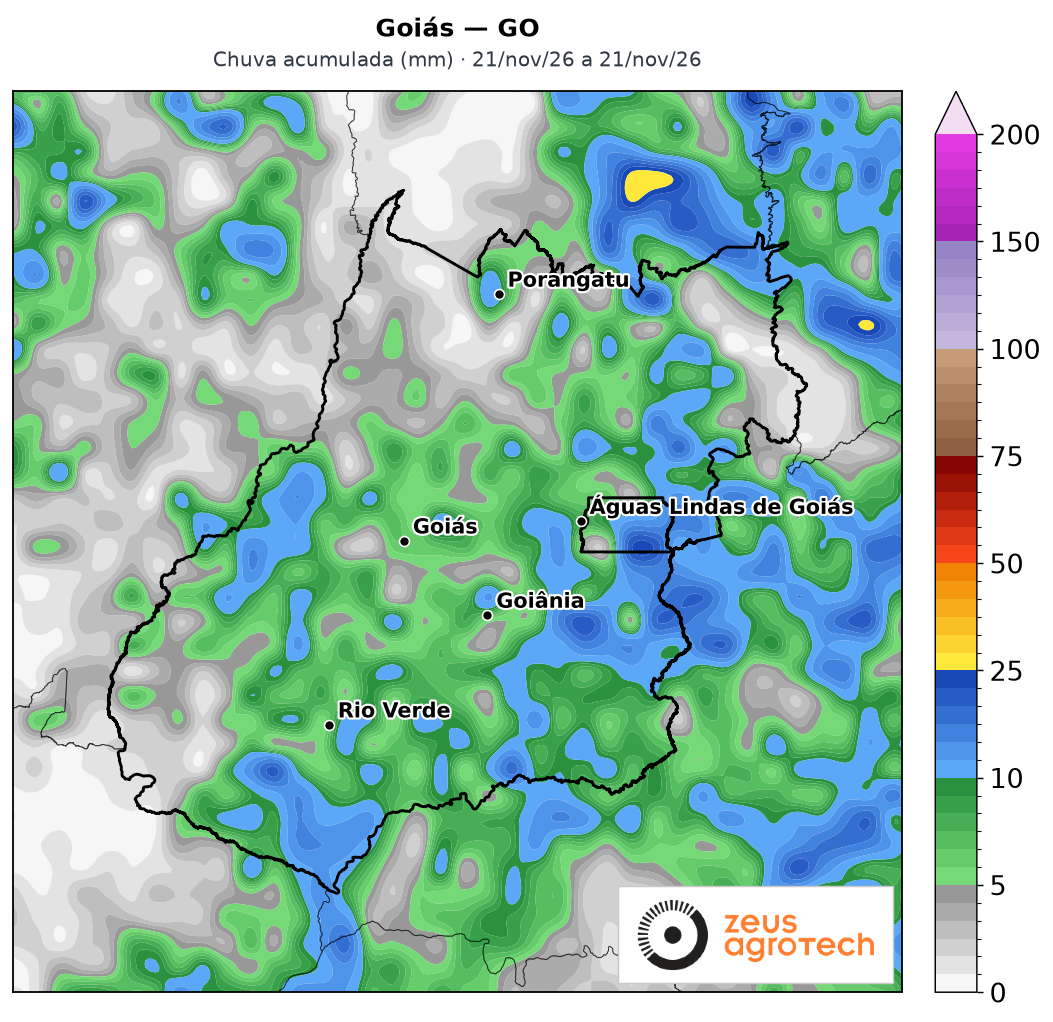 Goiás — GO
Chuva acumulada (mm) · 21/nov/26 a 21/nov/26
200
150
100
75
50
25
10
5
0
Porangatu
Águas Lindas de Goiás
Goiás
Goiânia
Rio Verde
zeus
agrotech